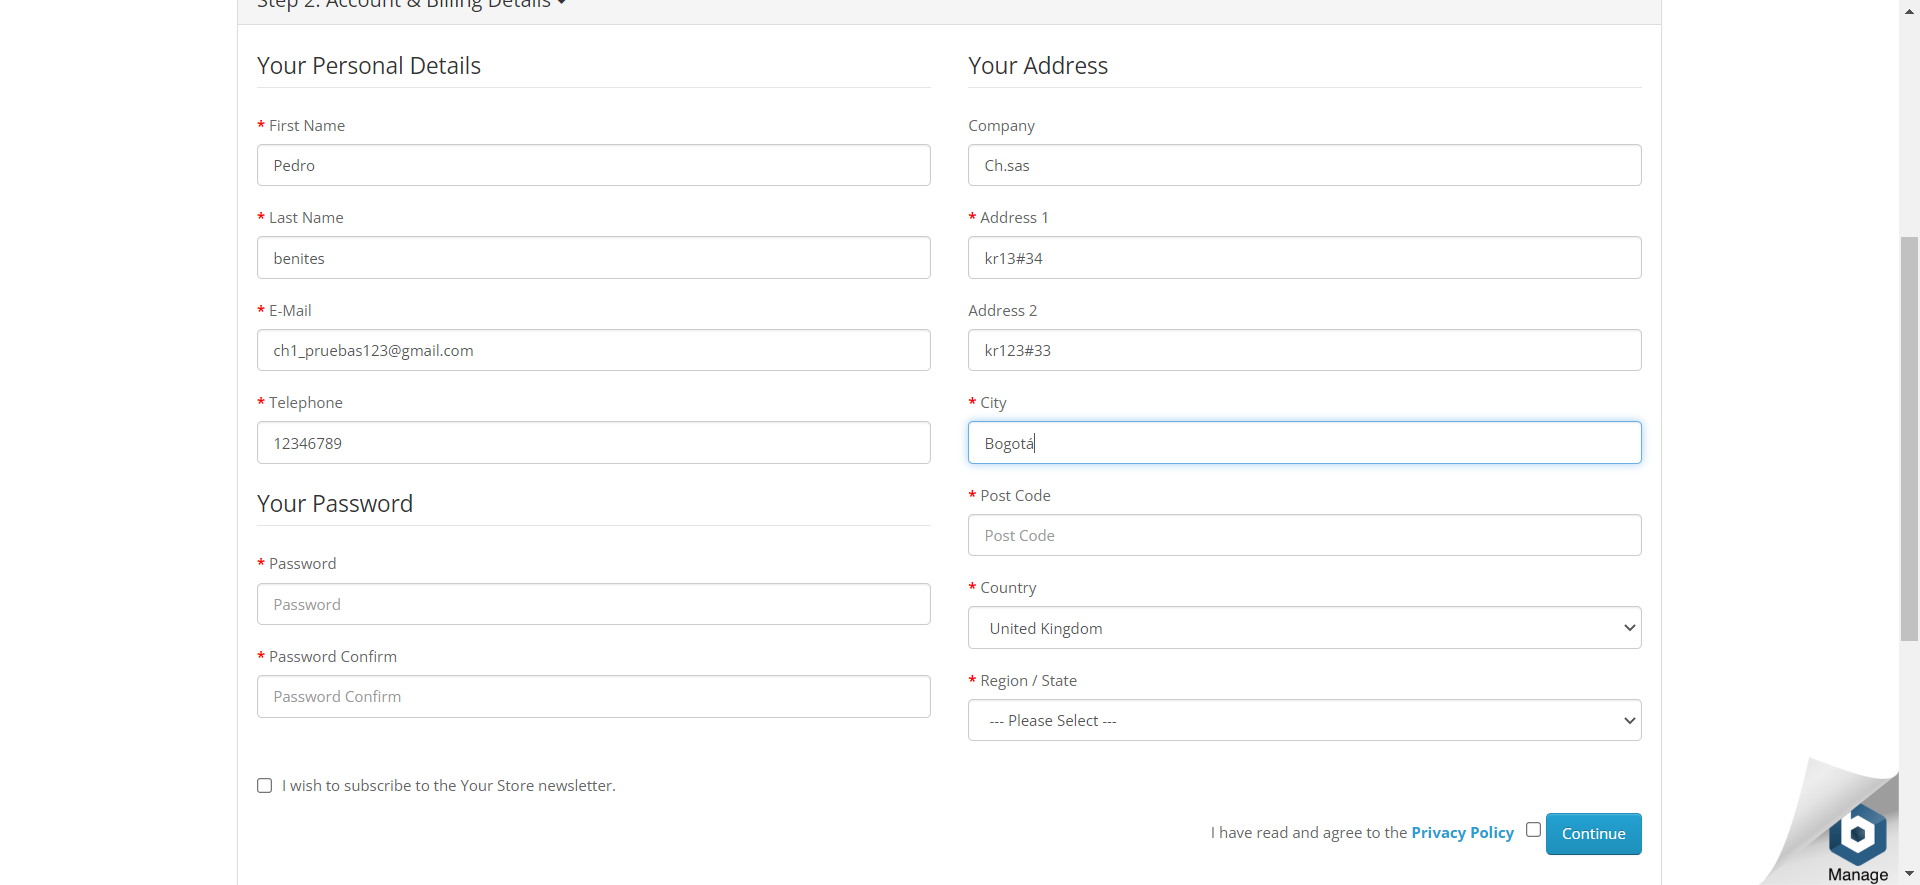 Step 2: Account & Billing Details
Your Personal Details
* First Name
Pedro
* Last Name
benites
* E-Mail
ch1_pruebas123@gmail.com
* Telephone
12346789
Your Password
* Password
Password
* Password Confirm
Password Confirm
Your Address
Company
Ch.sas
* Address 1
kr13#34
Address 2
kr123#33
* City
Bogotá
* Post Code
Post Code
* Country
United Kingdom
* Region / State
--- Please Select ---
I wish to subscribe to the Your Store newsletter.
I have read and agree to the Privacy Policy
Continue
b
Manage